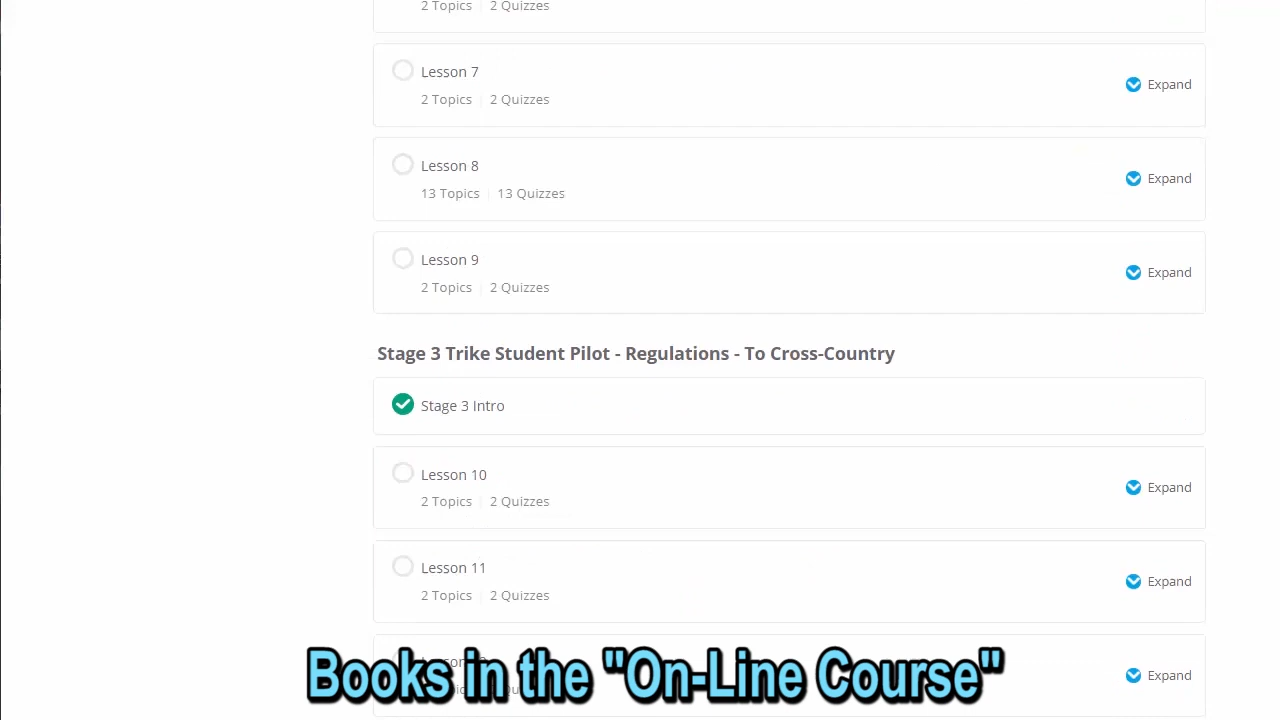 2 Topics 2 Quizzes
Lesson 7
2 Topics 2 Quizzes
Expand
Lesson 8
13 Topics 13 Quizzes
Expand
Lesson 9
2 Topics 2 Quizzes
Expand
Stage 3 Trike Student Pilot - Regulations - To Cross-Country
Stage 3 Intro
Lesson 10
2 Topics 2 Quizzes
Expand
Lesson 11
2 Topics 2 Quizzes
Expand
Expand
Books in the "On-Line Course"